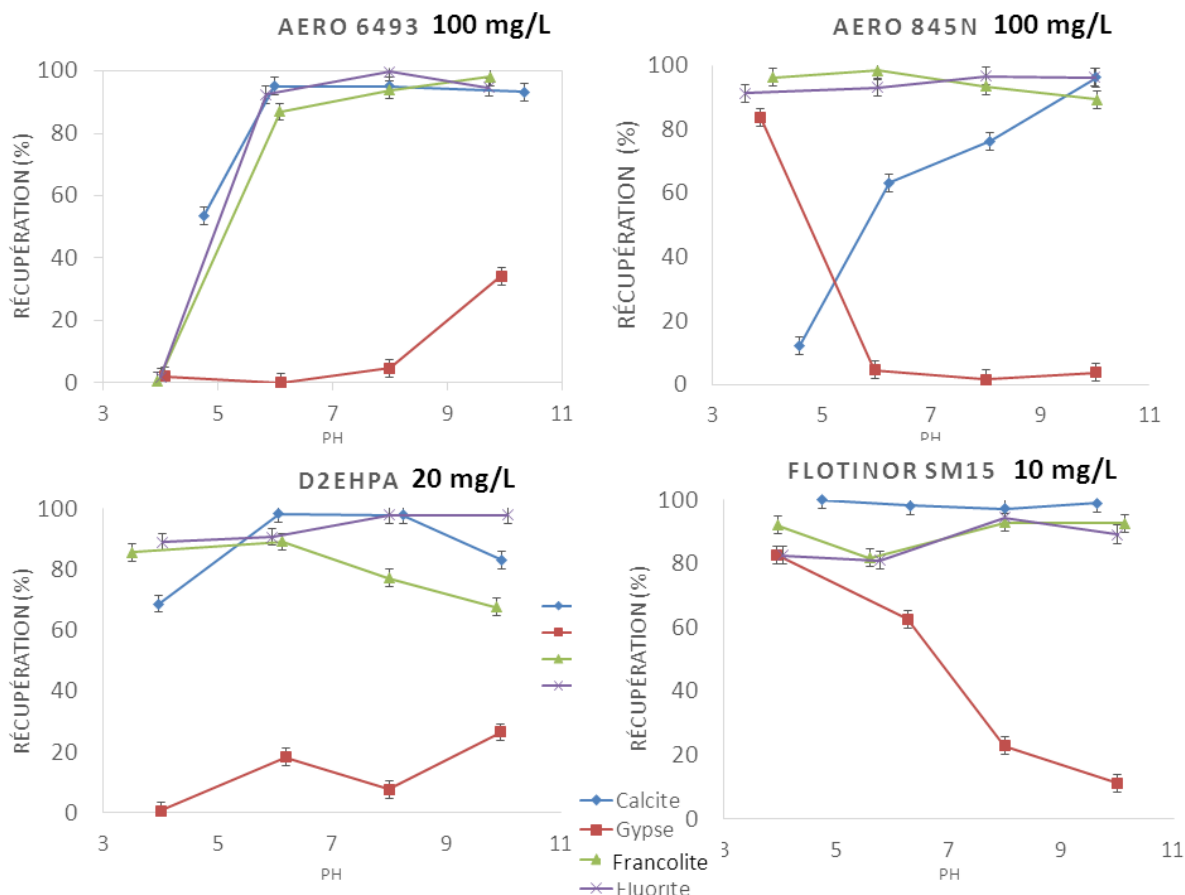 AERO 6493 100 mg/L
100
80
60
40
20
0
RÉCUPÉRATION (%)
3 5 7 9 11
PH
AERO 845N 100 mg/L
100
80
60
40
20
0
RÉCUPÉRATION (%)
3 5 7 9 11
PH
D2EHPA 20 mg/L
100
80
60
40
20
0
RÉCUPÉRATION (%)
3 5 7 9 11
PH
FLOTINOR SM15 10 mg/L
100
80
60
40
20
0
RÉCUPÉRATION (%)
3 5 7 9 11
PH
Calcite
Gypse
Francolite
Fluorite